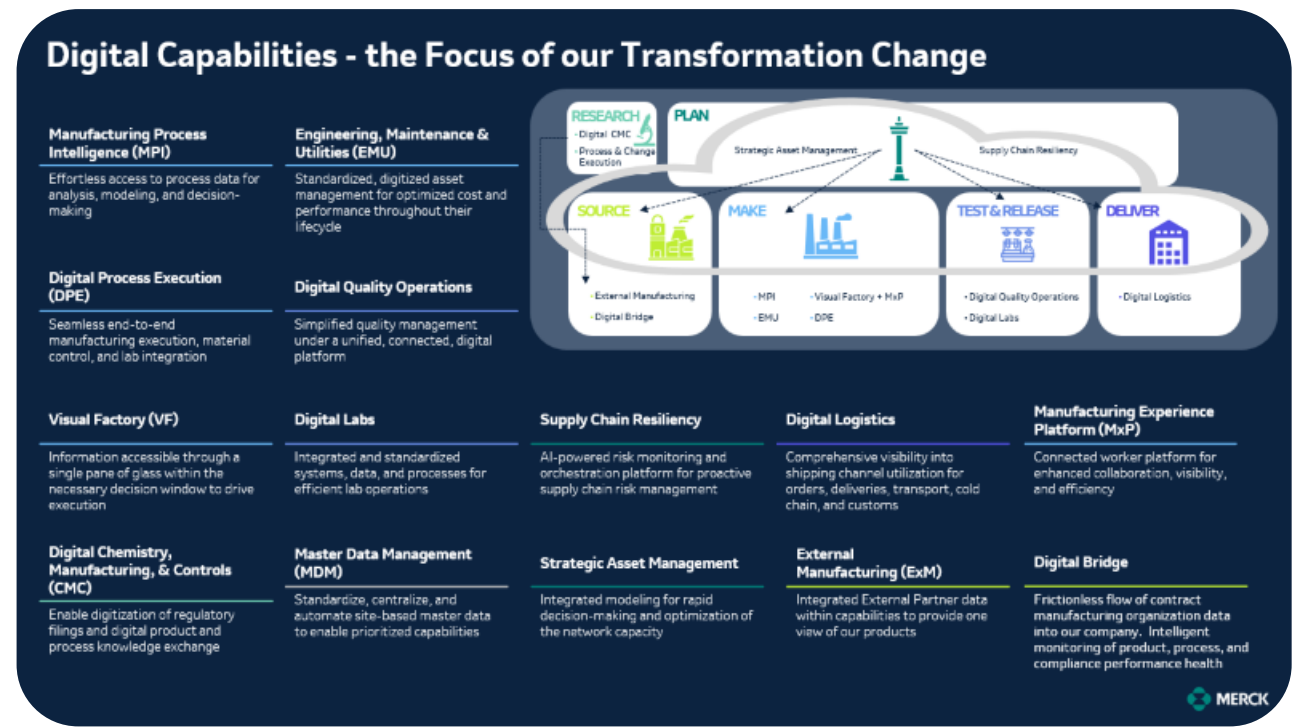 Digital Capabilities - the Focus of our Transformation Change
Manufacturing Process
Intelligence (MPI)
Effortless access to process data for
analysis, modeling, and decision-
making
Engineering, Maintenance &
Utilities (EMU)
Standardized, digitized asset
management for optimized cost and
performance throughout their
lifecycle
RESEARCH
·Digital CMC
·Process & Change
Execution
PLAN
Strategic Asset Management
Supply Chain Resiliency
SOURCE
·External Manufacturing
·Digital Bridge
MAKE
·MPI
·EMU
·Visual Factory + MxP
·DPE
TEST & RELEASE
•Digital Quality Operations
•Digital Labs
DELIVER
•Digital Logistics
Digital Process Execution
(DPE)
Seamless end-to-end
manufacturing execution, material
control, and lab integration
Digital Quality Operations
Simplified quality management
under a unified, connected, digital
platform
Visual Factory (VF)
Information accessible through a
single pane of glass within the
necessary decision window to drive
execution
Digital Labs
Integrated and standardized
systems, data, and processes for
efficient lab operations
Supply Chain Resiliency
AI-powered risk monitoring and
orchestration platform for proactive
supply chain risk management
Digital Logistics
Comprehensive visibility into
shipping channel utilization for
orders, deliveries, transport, cold
chain, and customs
Manufacturing Experience
Platform (MxP)
Connected worker platform for
enhanced collaboration, visibility,
and efficiency
Digital Chemistry,
Manufacturing, & Controls
(CMC)
Enable digitization of regulatory
filings and digital product and
process knowledge exchange
Master Data Management
(MDM)
Standardize, centralize, and
automate site-based master data
to enable prioritized capabilities
Strategic Asset Management
Integrated modeling for rapid
decision-making and optimization of
the network capacity
External
Manufacturing (ExM)
Integrated External Partner data
within capabilities to provide one
view of our products
Digital Bridge
Frictionless flow of contract
manufacturing organization data
into our company. Intelligent
monitoring of product, process, and
compliance performance health
MERCK